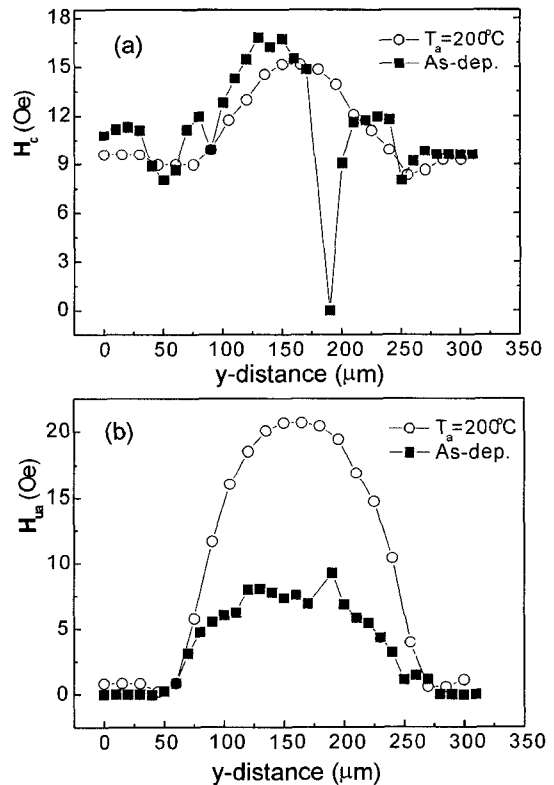 (a)
Tₐ=200℃
As-dep.
H_c (Oe)
18
15
12
9
6
3
0
0 50 100 150 200 250 300 350
y-distance (μm)
(b)
Tₐ=200℃
As-dep.
H_ua (Oe)
20
15
10
5
0
0 50 100 150 200 250 300 350
y-distance (μm)